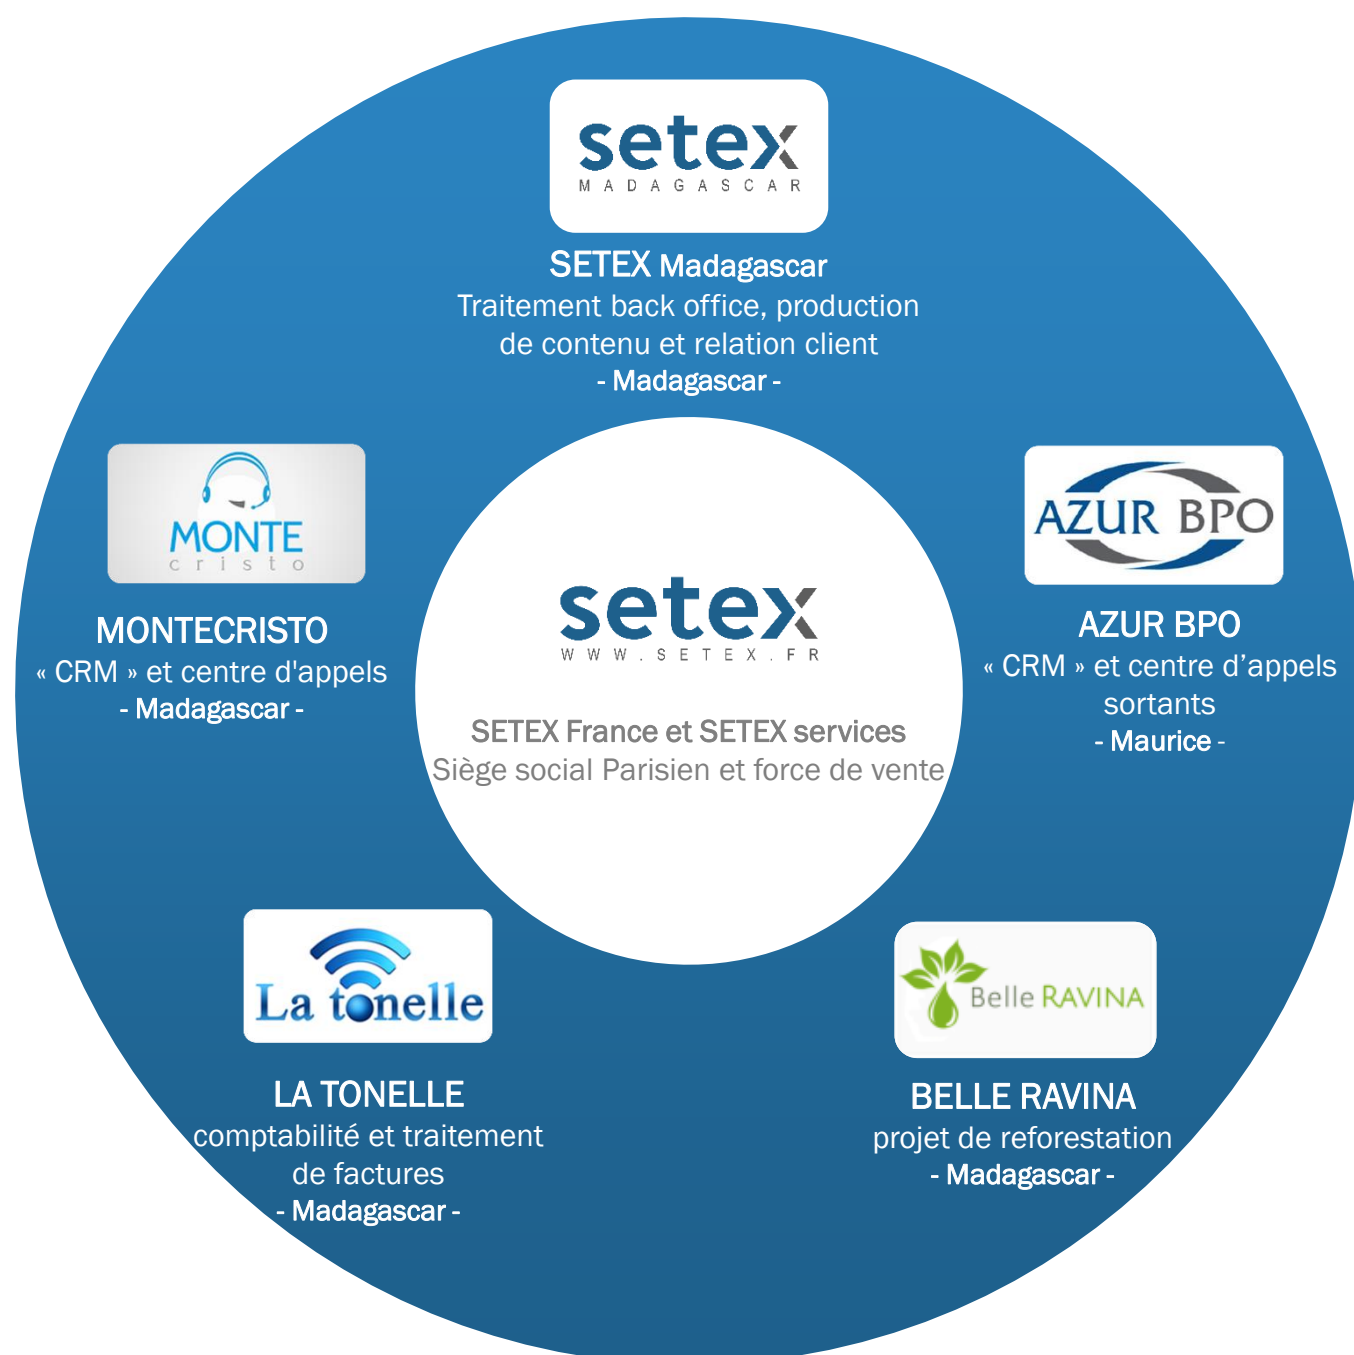 setex
MADAGASCAR
SETEX Madagascar
Traitement back office, production
de contenu et relation client
- Madagascar -
MONTE
cristo
MONTECRISTO
« CRM » et centre d'appels
- Madagascar -
setex
WWW.SETEX.FR
SETEX France et SETEX services
Siège social Parisien et force de vente
AZUR BPO
AZUR BPO
« CRM » et centre d’appels
sortants
- Maurice -
La tonelle
LA TONELLE
comptabilité et traitement
de factures
- Madagascar -
Belle RAVINA
BELLE RAVINA
projet de reforestation
- Madagascar -